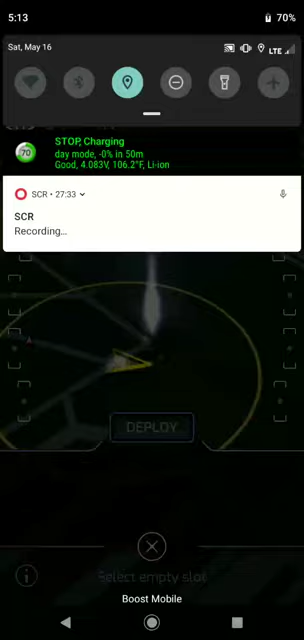 5:13
70%
Sat, May 16
LTE
70
STOP, Charging
day mode, -0% in 50m
Good, 4.083V, 106.2°F, Li-ion
SCR • 27:33
SCR
Recording...
DEPLOY
Select empty slot
Boost Mobile